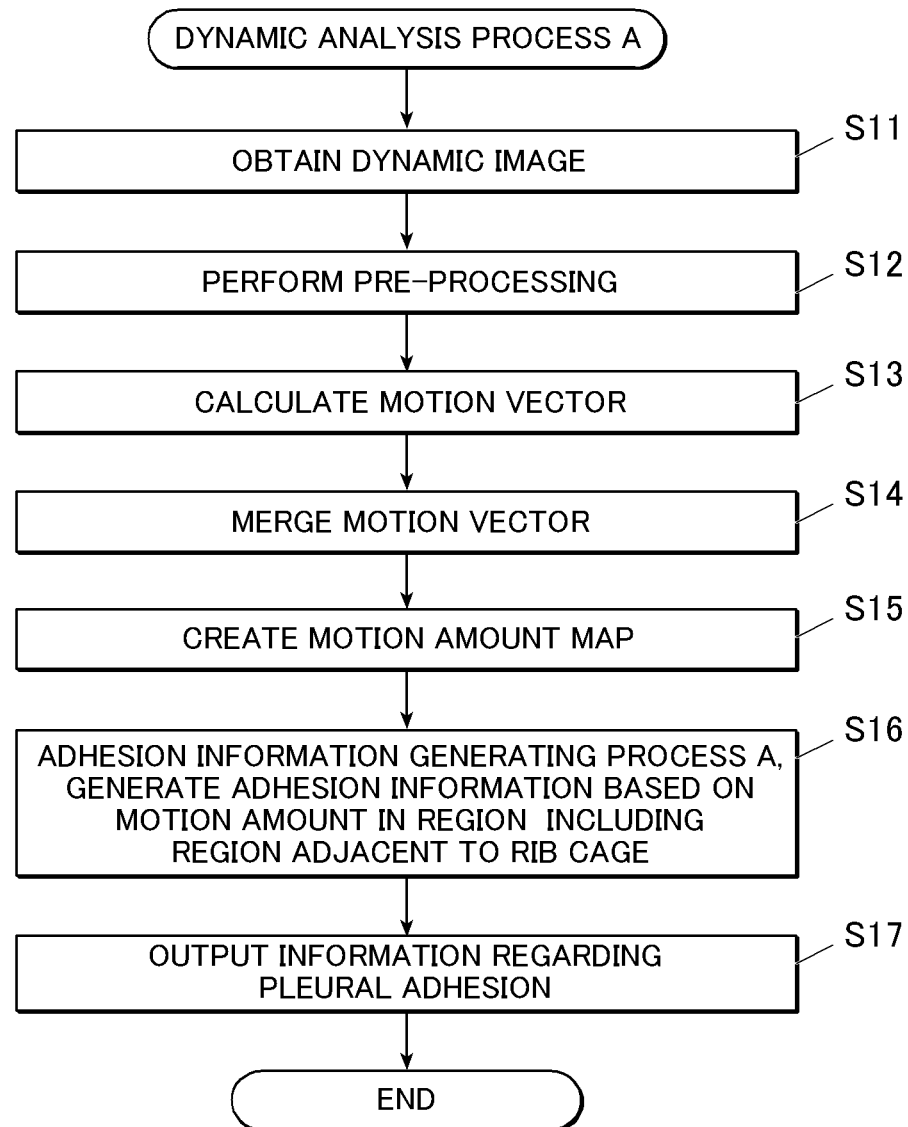 DYNAMIC ANALYSIS PROCESS A
S11
OBTAIN DYNAMIC IMAGE
S12
PERFORM PRE-PROCESSING
S13
CALCULATE MOTION VECTOR
S14
MERGE MOTION VECTOR
S15
CREATE MOTION AMOUNT MAP
S16
ADHESION INFORMATION GENERATING PROCESS A,
GENERATE ADHESION INFORMATION BASED ON
MOTION AMOUNT IN REGION INCLUDING
REGION ADJACENT TO RIB CAGE
S17
OUTPUT INFORMATION REGARDING
PLEURAL ADHESION
END